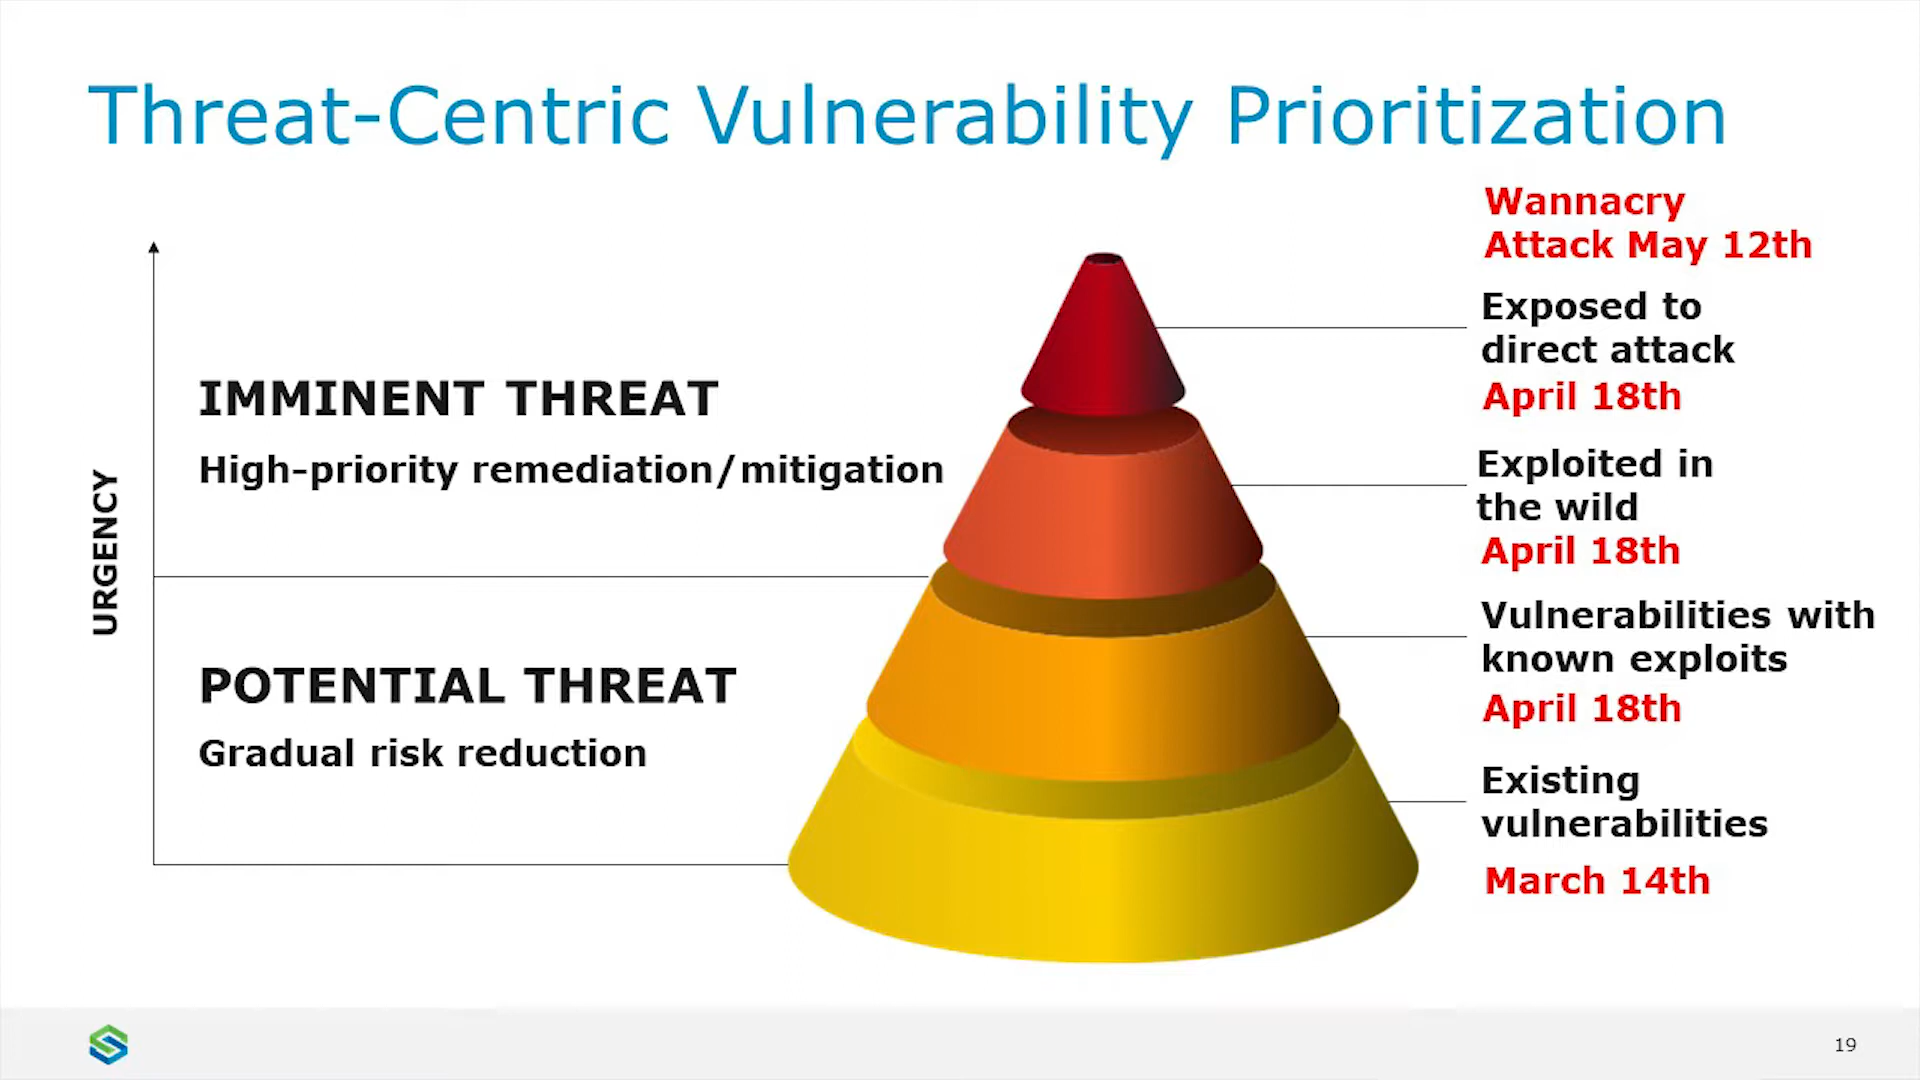 Threat-Centric Vulnerability Prioritization
URGENCY
IMMINENT THREAT
High-priority remediation/mitigation
POTENTIAL THREAT
Gradual risk reduction
Wannacry
Attack May 12th
Exposed to
direct attack
April 18th
Exploited in
the wild
April 18th
Vulnerabilities with
known exploits
April 18th
Existing
vulnerabilities
March 14th
19